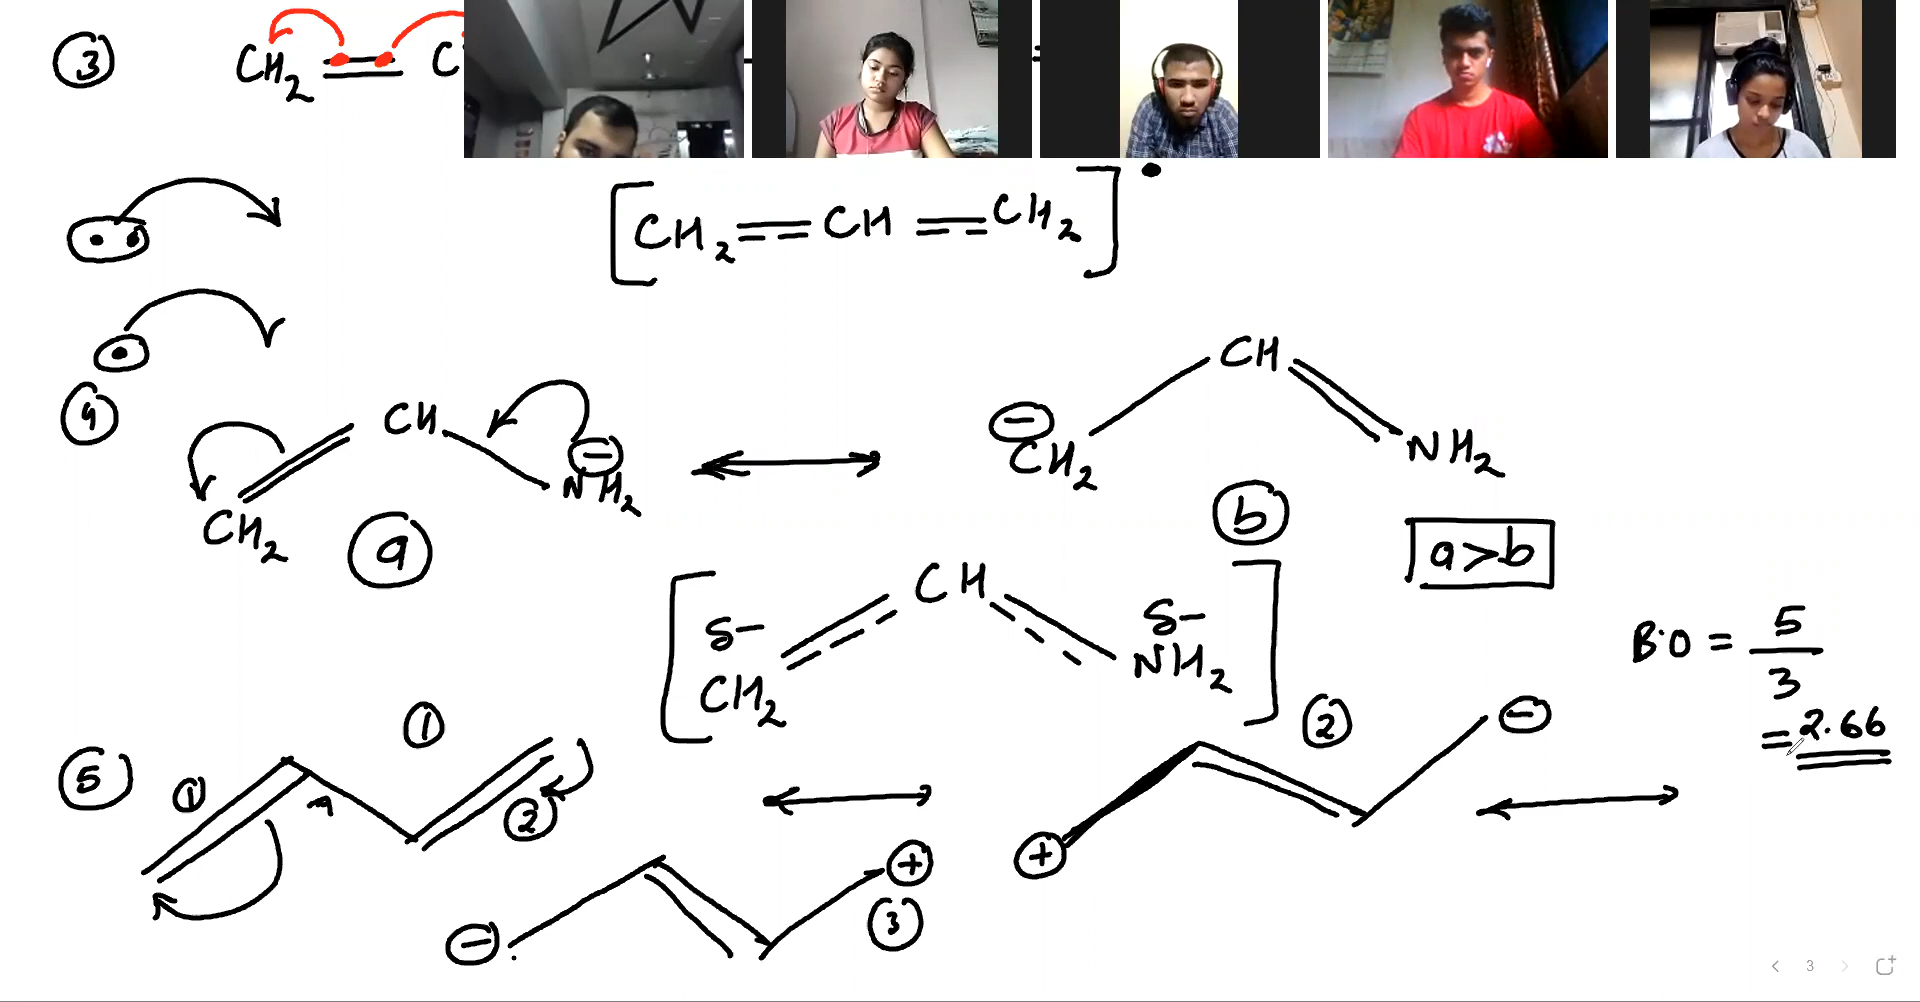 ③ CH₂ = C
[CH₂ == CH == CH₂]•
④ CH₂ = CH - NH₂ ⊖ ↔ ⊖ CH₂ - CH = NH₂
ⓐ ⓑ a > b
[δ- CH₂ == CH == NH₂ δ-]
B.O = 5/3
= 2.66
⑤ ① ① ② ↔ ⊕ ② ⊖ ↔
⊖ ⊕ ③
3